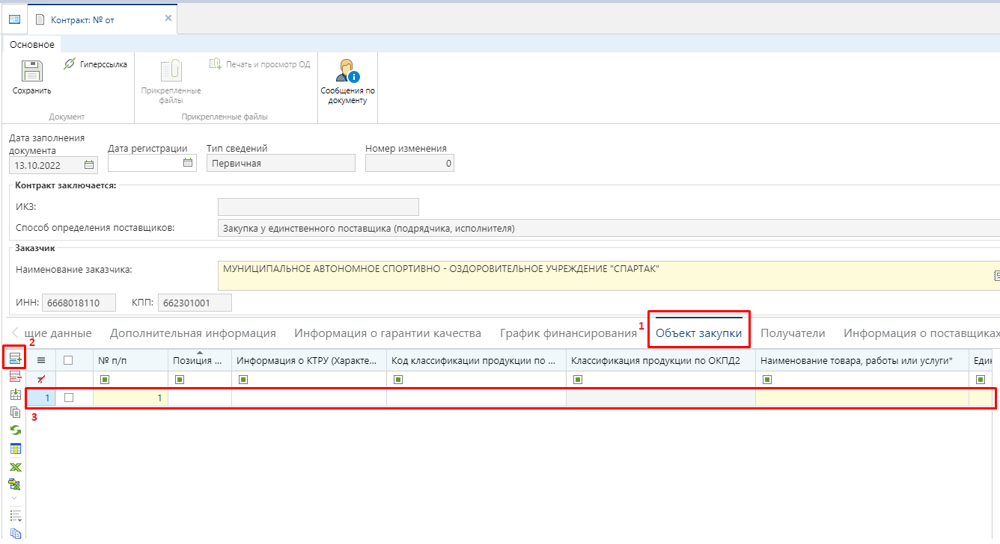 Контракт: № от
Основное
Сохранить
Гиперссылка
Документ
Прикрепленные
файлы
Печать и просмотр ОД
Прикрепленные файлы
Сообщения по
документу
Дата заполнения
документа
Дата регистрации
Тип сведений
Номер изменения
13.10.2022
Первичная
0
Контракт заключается:
ИКЗ:
Способ определения поставщиков:
Закупка у единственного поставщика (подрядчика, исполнителя)
Заказчик
Наименование заказчика:
МУНИЦИПАЛЬНОЕ АВТОНОМНОЕ СПОРТИВНО - ОЗДОРОВИТЕЛЬНОЕ УЧРЕЖДЕНИЕ "СПАРТАК"
ИНН: 6668018110 КПП: 662301001
щие данные Дополнительная информация Информация о гарантии качества График финансирования 1 Объект закупки Получатели Информация о поставщиках
2
№ п/п Позиция ... Информация о КТРУ (Характе... Код классификации продукции по ... Классификация продукции по ОКПД2 Наименование товара, работы или услуги* Един
1 1
3